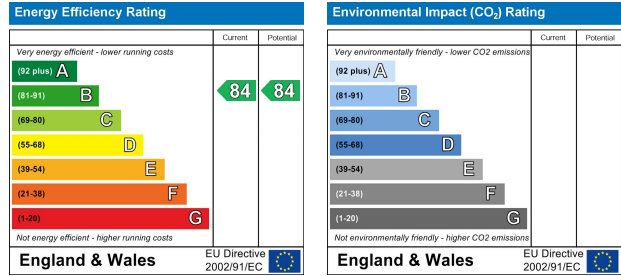 Energy Efficiency Rating
Current Potential
Very energy efficient - lower running costs
(92 plus) A
(81-91) B
84 84
(69-80) C
(55-68) D
(39-54) E
(21-38) F
(1-20) G
Not energy efficient - higher running costs
England & Wales
EU Directive
2002/91/EC
Environmental Impact (CO2) Rating
Current Potential
Very environmentally friendly - lower CO2 emissions
(92 plus) A
(81-91) B
(69-80) C
(55-68) D
(39-54) E
(21-38) F
(1-20) G
Not environmentally friendly - higher CO2 emissions
England & Wales
EU Directive
2002/91/EC